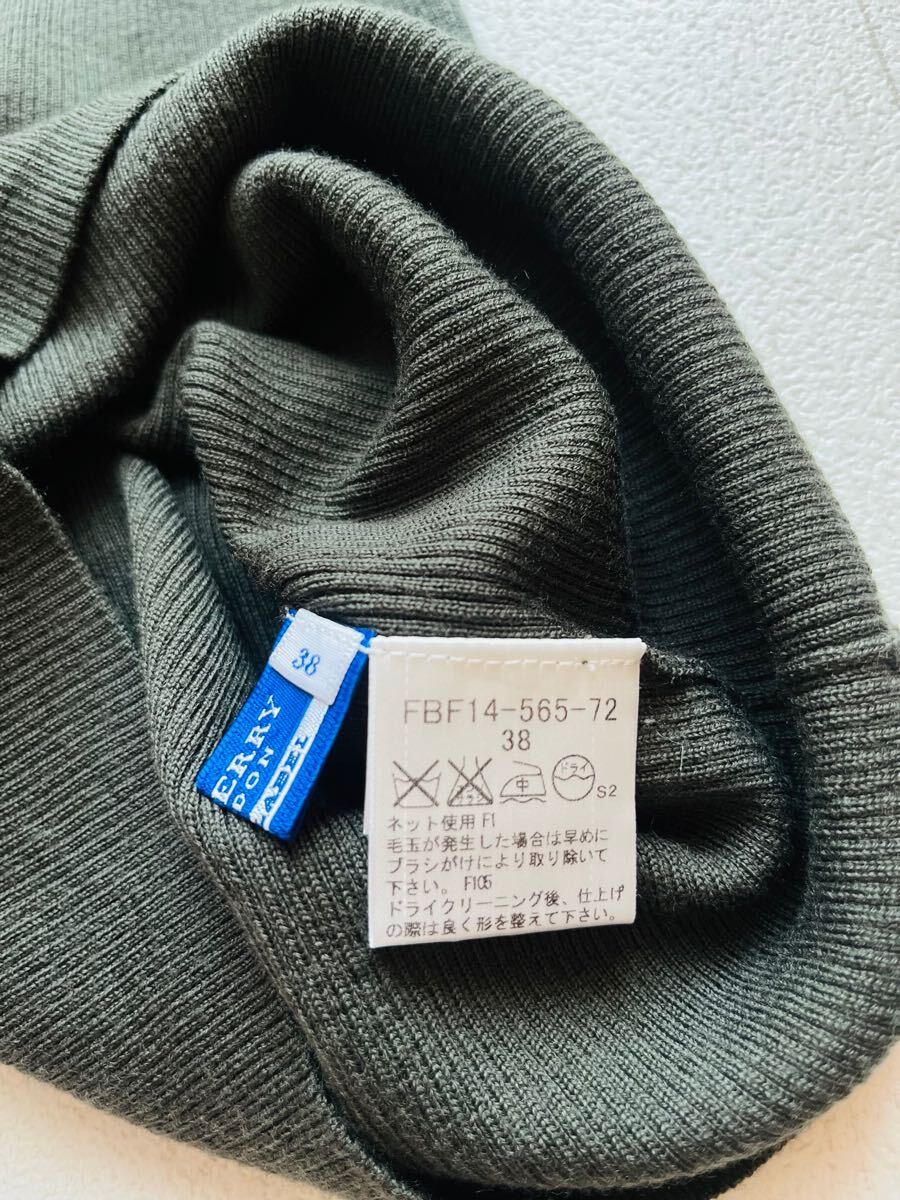 38
ERRY
DON
LABEL
FBF14-565-72
38
中
ドライ
S2
ネット使用 F1
毛玉が発生した場合は早めに
ブラシがけにより取り除いて
下さい。 F105
ドライクリーニング後、仕上げ
の際は良く形を整えて下さい。